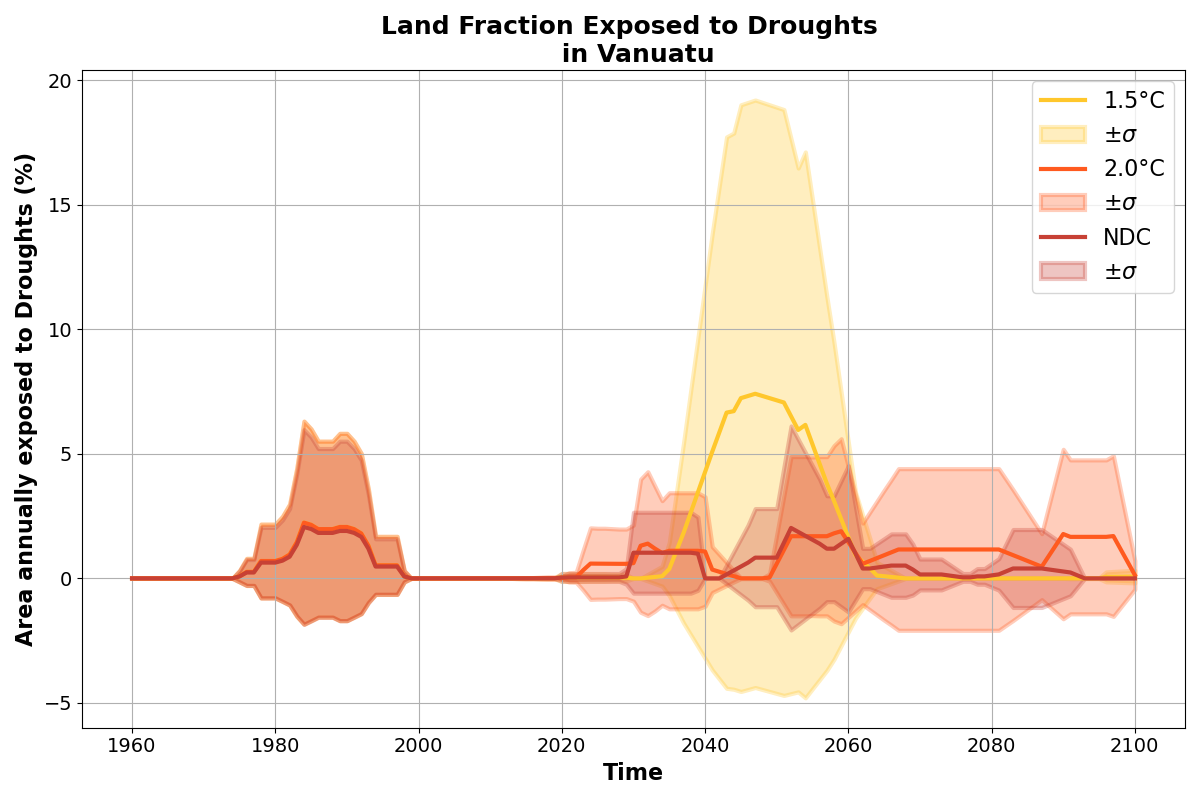 Land Fraction Exposed to Droughts
in Vanuatu
Area annually exposed to Droughts (%)
20
15
10
5
0
−5
1960
1980
2000
2020
2040
2060
2080
2100
Time
1.5°C
±σ
2.0°C
±σ
NDC
±σ